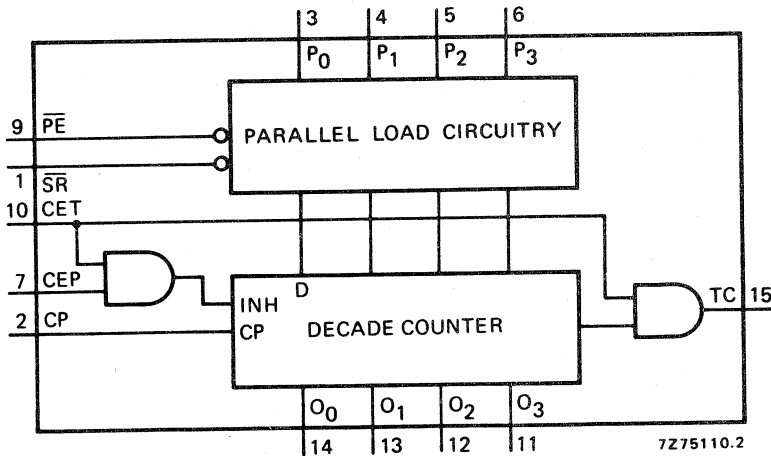 3 4 5 6
P0 P1 P2 P3
9 PE
PARALLEL LOAD CIRCUITRY
1 SR
10 CET
7 CEP
D
INH
TC 15
2 CP
CP
DECADE COUNTER
O0 O1 O2 O3
14 13 12 11
7Z75110.2